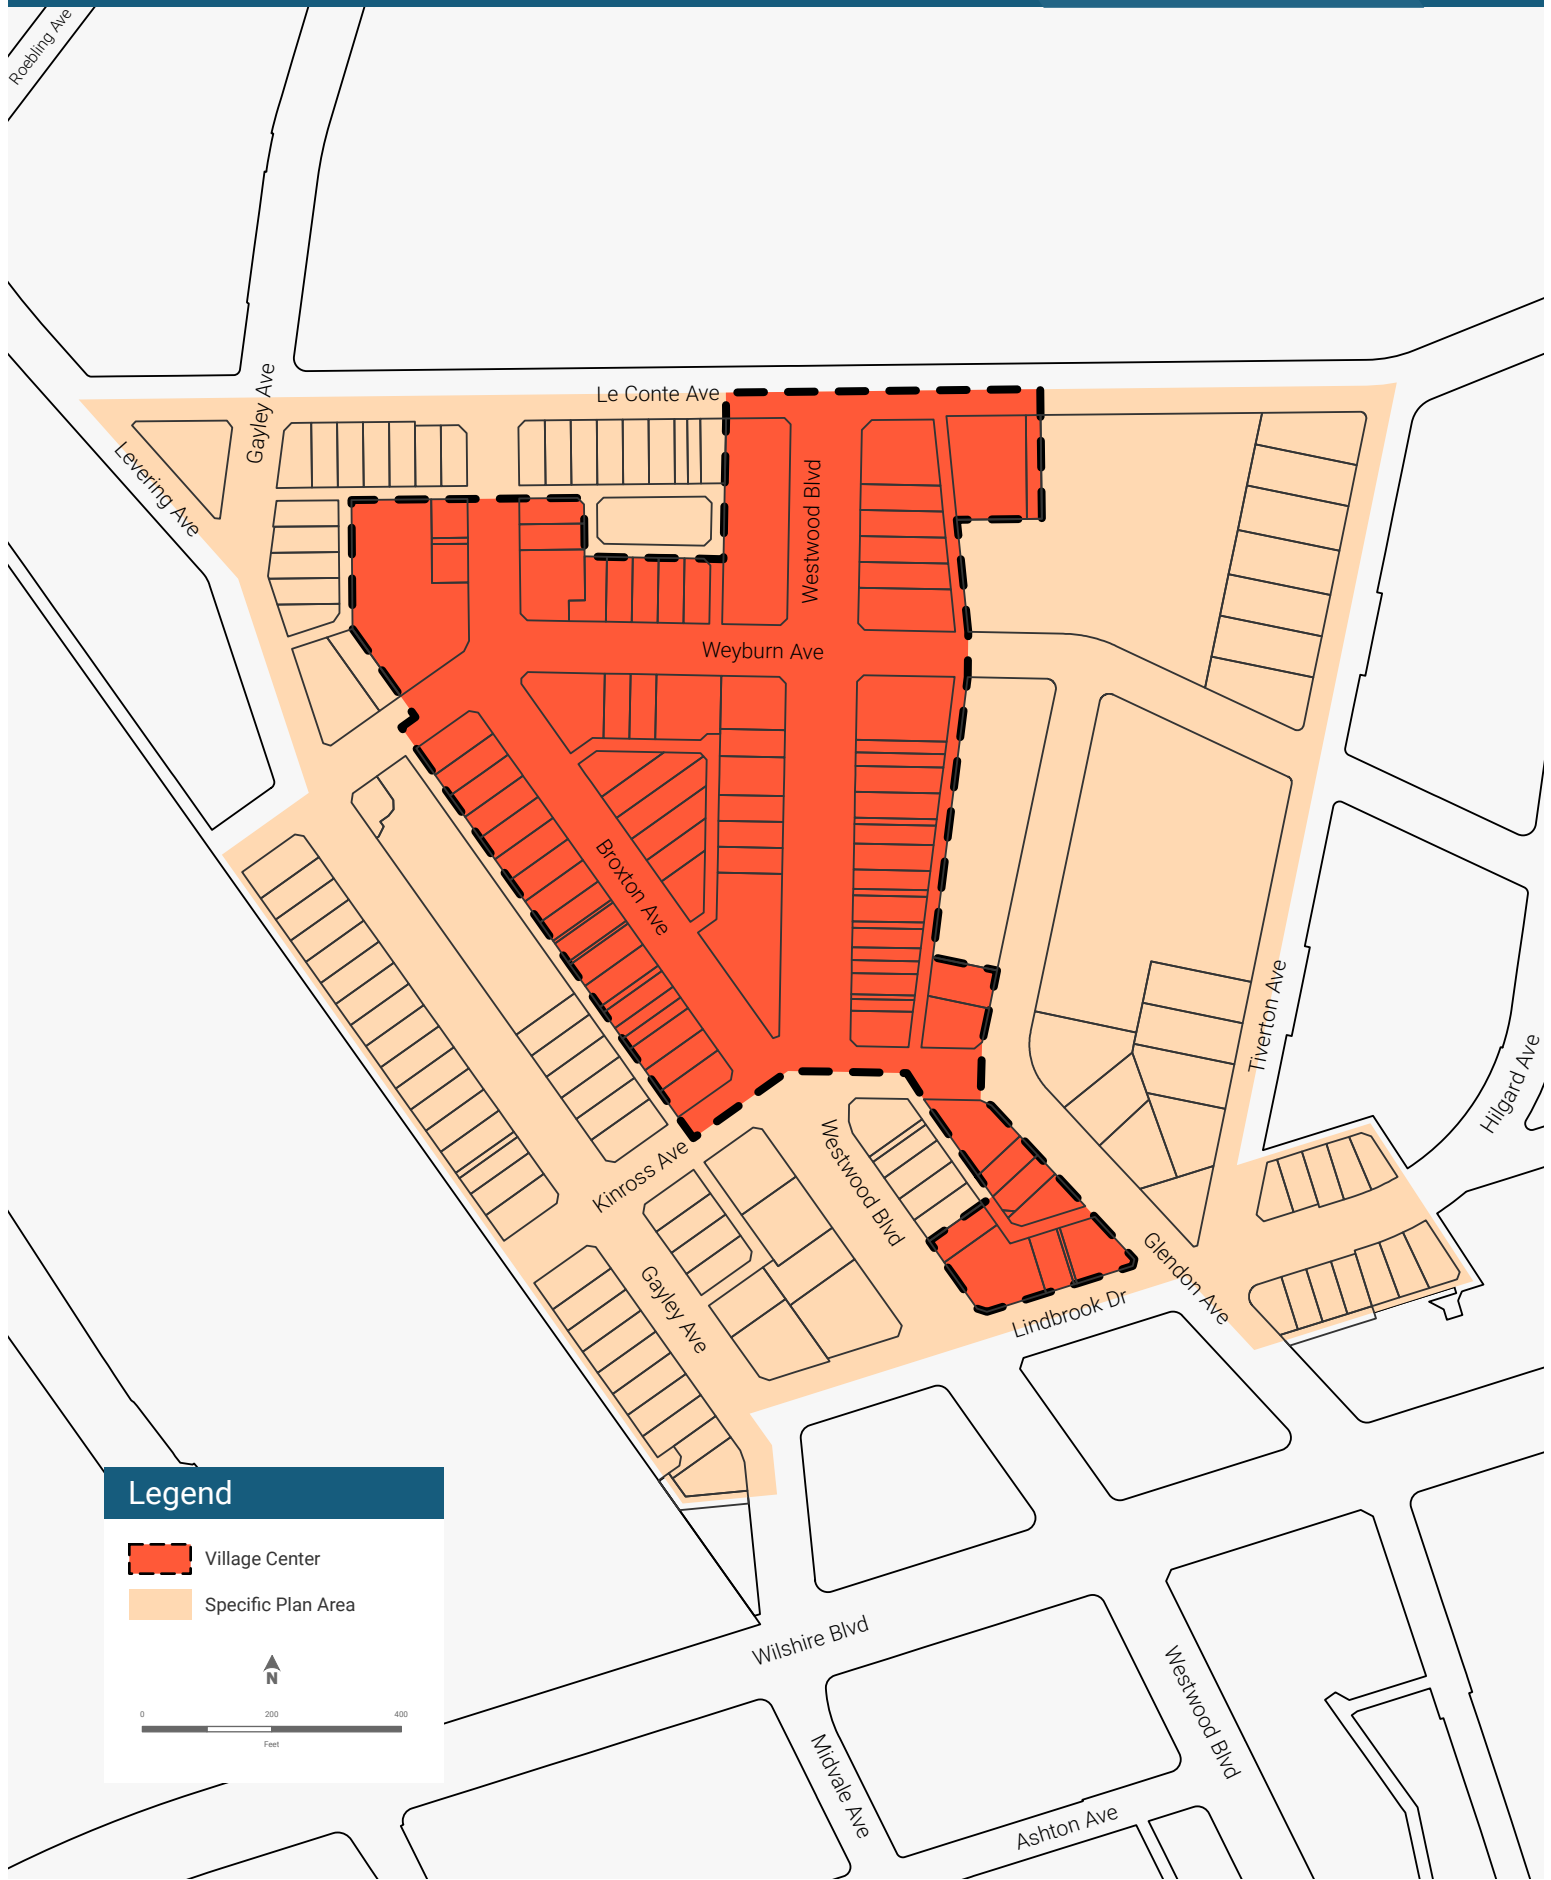 Roebling Ave
Gayley Ave
Le Conte Ave
Levering Ave
Westwood Blvd
Weyburn Ave
Broxton Ave
Tiverton Ave
Hilgard Ave
Kinross Ave
Westwood Blvd
Gayley Ave
Glendon Ave
Lindbrook Dr
Legend
Village Center
Specific Plan Area
N
0 200 400
Feet
Wilshire Blvd
Westwood Blvd
Midvale Ave
Ashton Ave